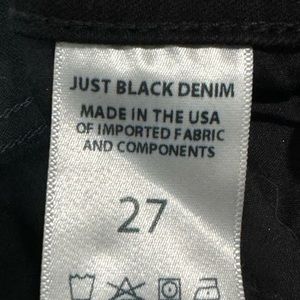 JUST BLACK DENIM
MADE IN THE USA
OF IMPORTED FABRIC
AND COMPONENTS
27